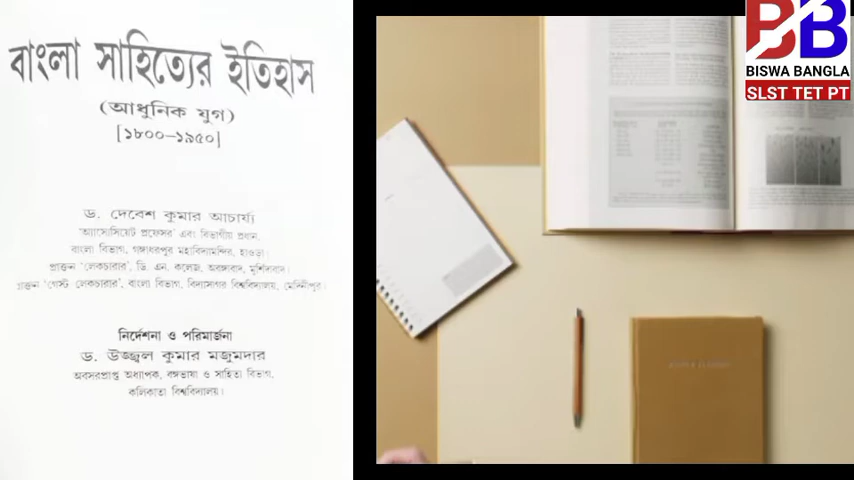 বাংলা সাহিত্যের ইতিহাস
(আধুনিক যুগ)
[১৮০০–১৯৫০]
ড. দেবেশ কুমার আচার্য্য
'অ্যাসোসিয়েট প্রফেসর' এবং বিভাগীয় প্রধান,
বাংলা বিভাগ, গঙ্গাধরপুর মহাবিদ্যামন্দির, হাওড়া।
প্রাক্তন 'লেকচারার', ডি. এন. কলেজ, অরঙ্গাবাদ, মুর্শিদাবাদ।
প্রাক্তন 'গেস্ট লেকচারার', বাংলা বিভাগ, বিদ্যাসাগর বিশ্ববিদ্যালয়, মেদিনীপুর।
নির্দেশনা ও পরিমার্জনা
ড. উজ্জ্বল কুমার মজুমদার
অবসরপ্রাপ্ত অধ্যাপক, বঙ্গভাষা ও সাহিত্য বিভাগ,
কলিকাতা বিশ্ববিদ্যালয়।
BB
BISWA BANGLA
SLST TET PT